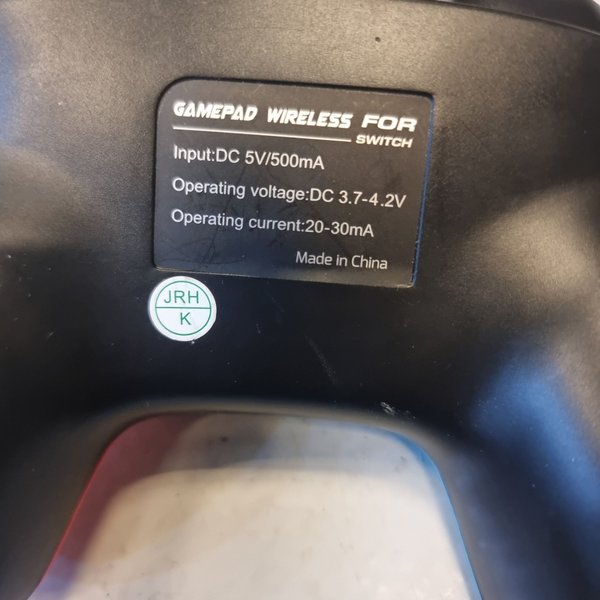 GAMEPAD WIRELESS FOR
SWITCH
Input:DC 5V/500mA
Operating voltage:DC 3.7-4.2V
Operating current:20-30mA
Made in China
JRH
K